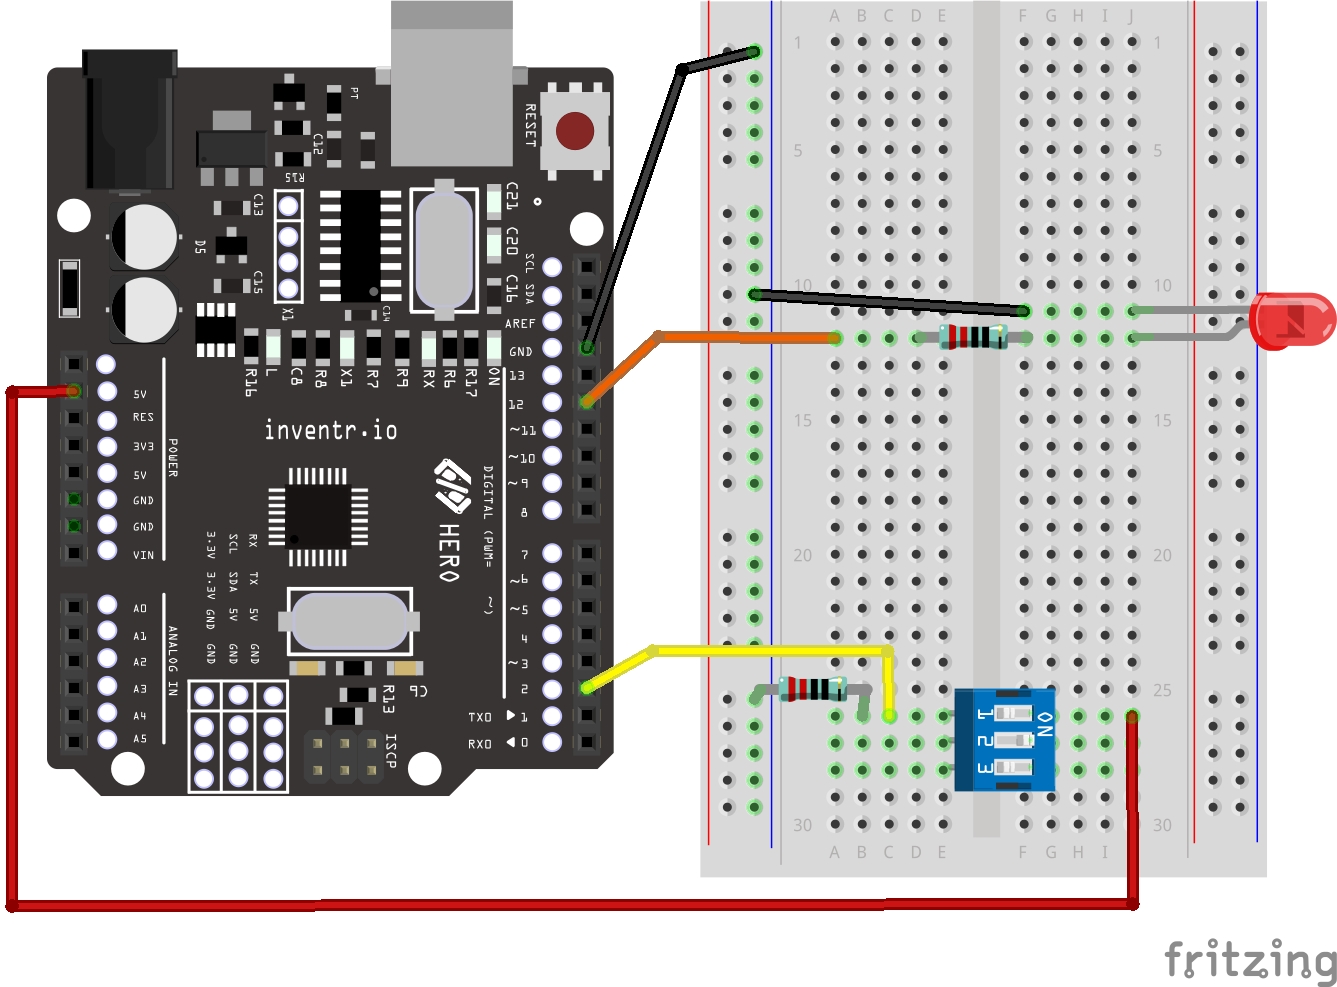 A B C D E F G H I J
1 1
5 5
10 10
15 15
20 20
25 25
30 30
A B C D E F G H I
PT
C12
R15
RESET
C13
D5
C15
X1
C14
C21
C20
C16
SCL
SDA
AREF
GND
13
12
~11
~10
~9
8
7
~6
~5
4
~3
2
TX0 1
RX0 0
R16
L
C8
R8
X1
R7
R9
RX
R6
R17
ON
5V
RES
3V3
5V
GND
GND
VIN
POWER
A0
A1
A2
A3
A4
A5
ANALOG IN
inventr.io
HERO
DIGITAL (PWM= ~)
3.3V 3.3V GND GND
SCL SDA 5V GND
RX TX 5V GND
R13
C6
ISCP
ON
1
2
3
fritzing